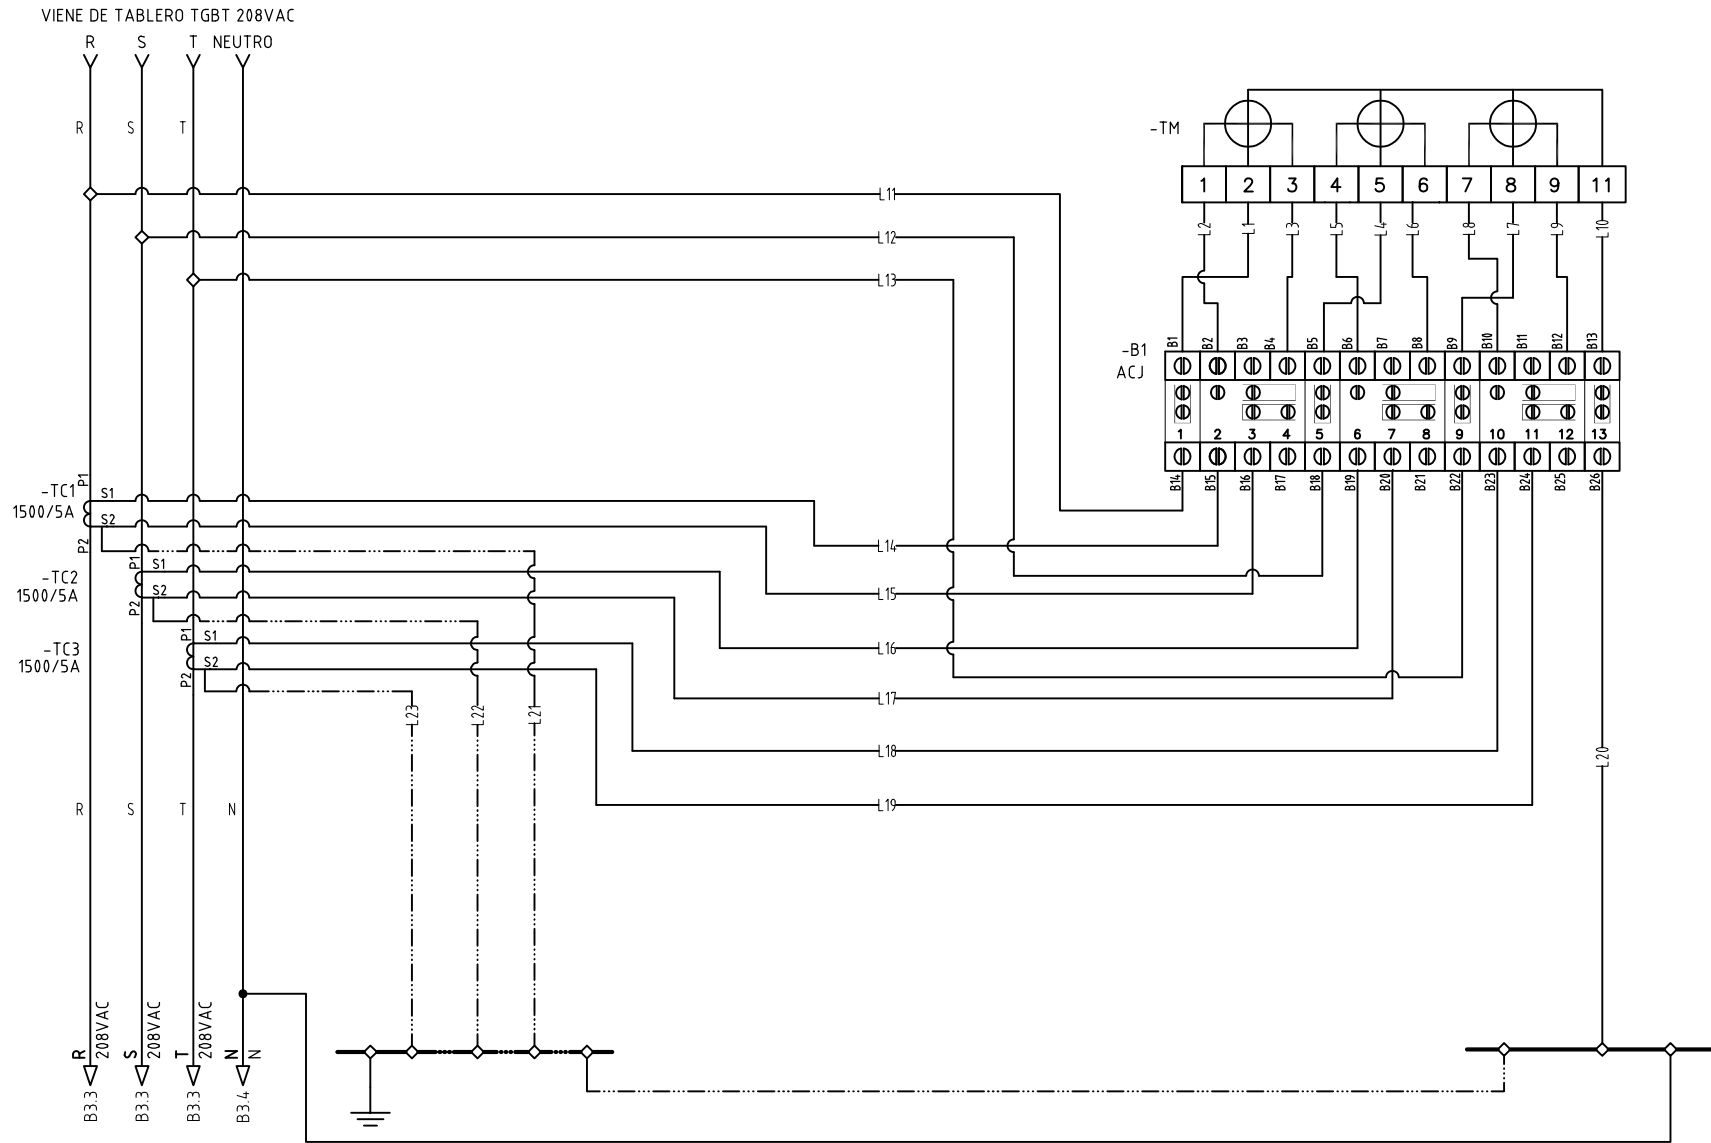 VIENE DE TABLERO TGBT 208VAC
R S T NEUTRO
R S T
-TM
1 2 3 4 5 6 7 8 9 11
L11
L12
L13
L2 L1 L3 L5 L4 L6 L8 L7 L9 L10
-B1
ACJ
B1 B2 B3 B4 B5 B6 B7 B8 B9 B10 B11 B12 B13
1 2 3 4 5 6 7 8 9 10 11 12 13
B14 B15 B16 B17 B18 B19 B20 B21 B22 B23 B24 B25 B26
-TC1
1500/5A
P1
S1
S2
P2
L14
-TC2
1500/5A
P1
S1
S2
P2
L15
-TC3
1500/5A
P1
S1
S2
P2
L16
L17
L23 L22 L21
L18
L20
L19
R S T N
R 208VAC
S 208VAC
T 208VAC
N N
B3.3 B3.3 B3.3 B3.4